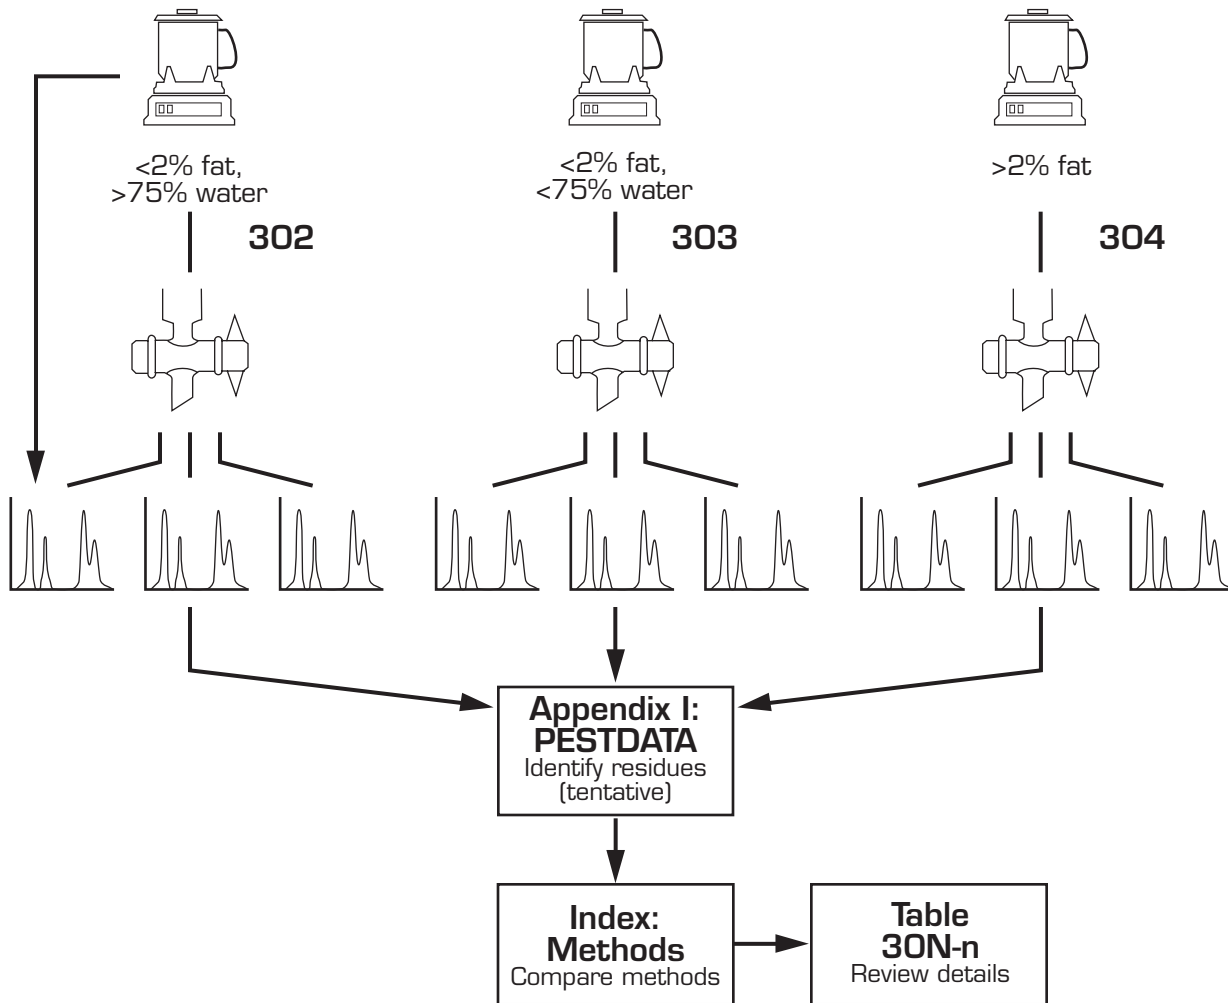 <2% fat,
>75% water
302
<2% fat,
<75% water
303
>2% fat
304
Appendix I:
PESTDATA
Identify residues
(tentative)
Index:
Methods
Compare methods
Table
30N-n
Review details